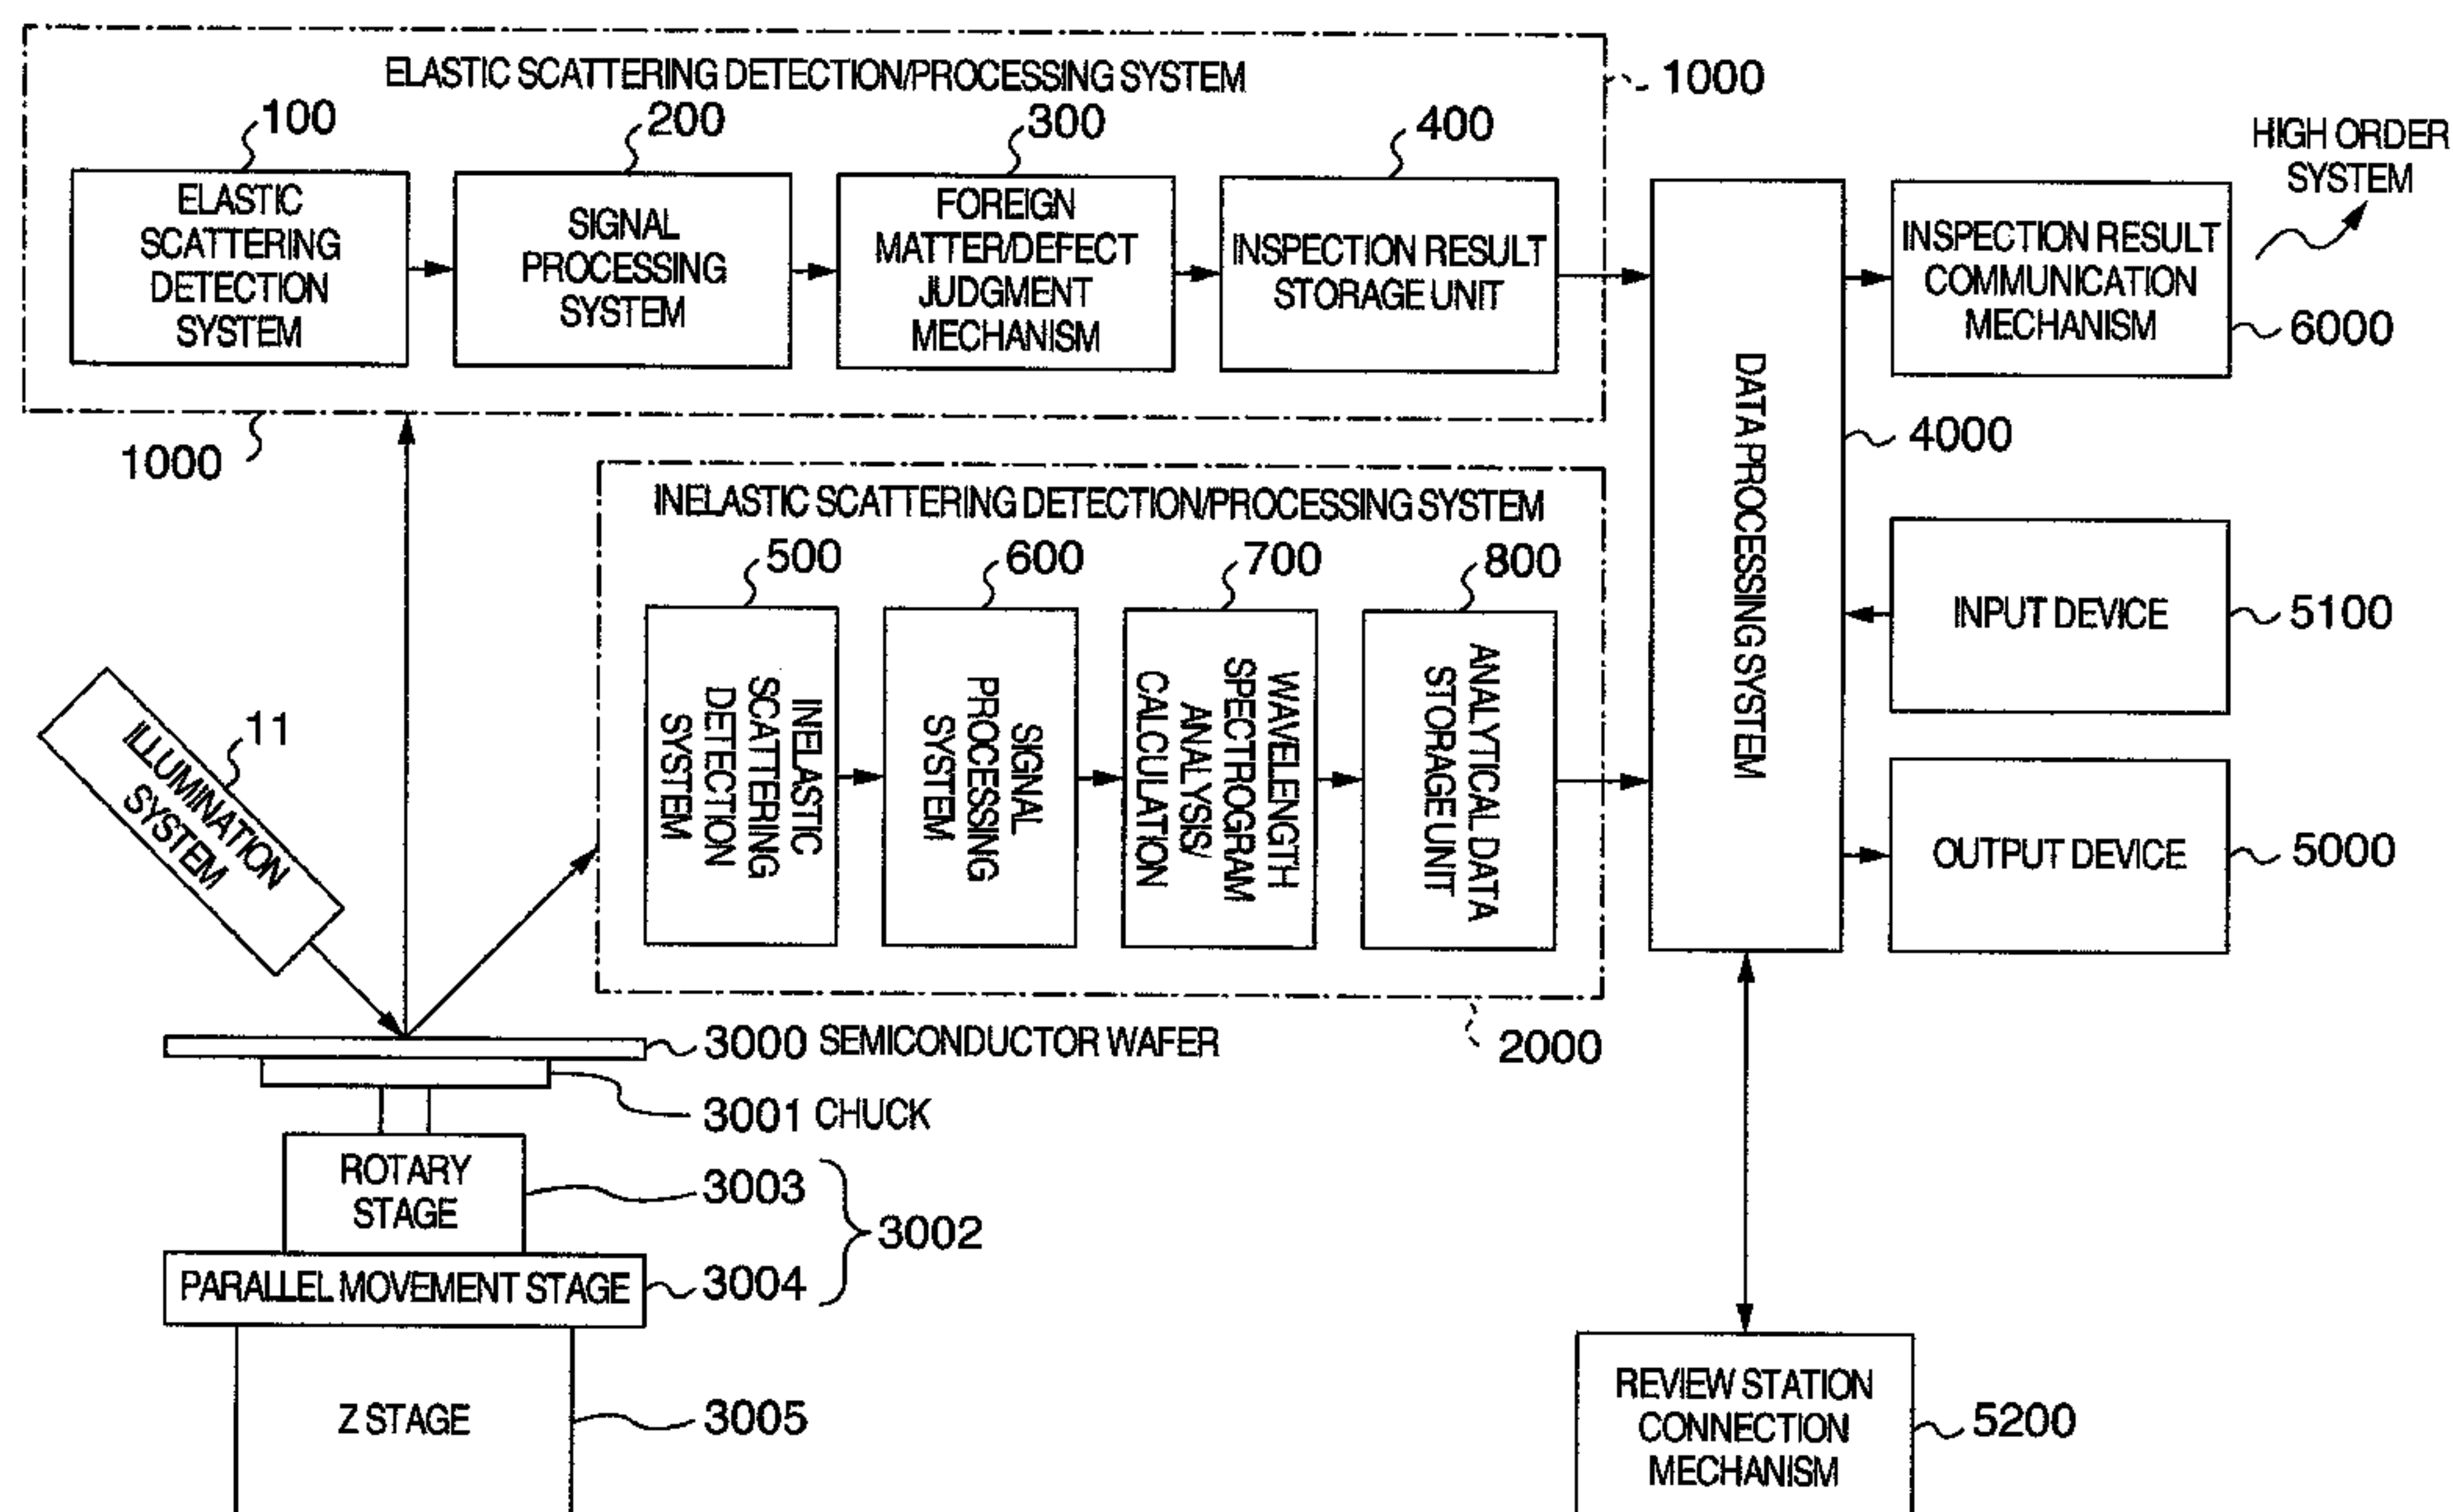 ELASTIC SCATTERING DETECTION/PROCESSING SYSTEM
1000
100
200
300
400
ELASTIC
SCATTERING
DETECTION
SYSTEM
SIGNAL
PROCESSING
SYSTEM
FOREIGN
MATTER/DEFECT
JUDGMENT
MECHANISM
INSPECTION RESULT
STORAGE UNIT
1000
HIGH ORDER
SYSTEM
INSPECTION RESULT
COMMUNICATION
MECHANISM
6000
DATA PROCESSING SYSTEM
4000
INELASTIC SCATTERING DETECTION/PROCESSING SYSTEM
500
600
700
800
INELASTIC
SCATTERING
DETECTION
SYSTEM
SIGNAL
PROCESSING
SYSTEM
WAVELENGTH
SPECTROGRAM
ANALYSIS/
CALCULATION
ANALYTICAL DATA
STORAGE UNIT
2000
INPUT DEVICE
5100
OUTPUT DEVICE
5000
11
ILLUMINATION
SYSTEM
3000 SEMICONDUCTOR WAFER
3001 CHUCK
ROTARY
STAGE
3003
3002
PARALLEL MOVEMENT STAGE
3004
Z STAGE
3005
REVIEW STATION
CONNECTION
MECHANISM
5200